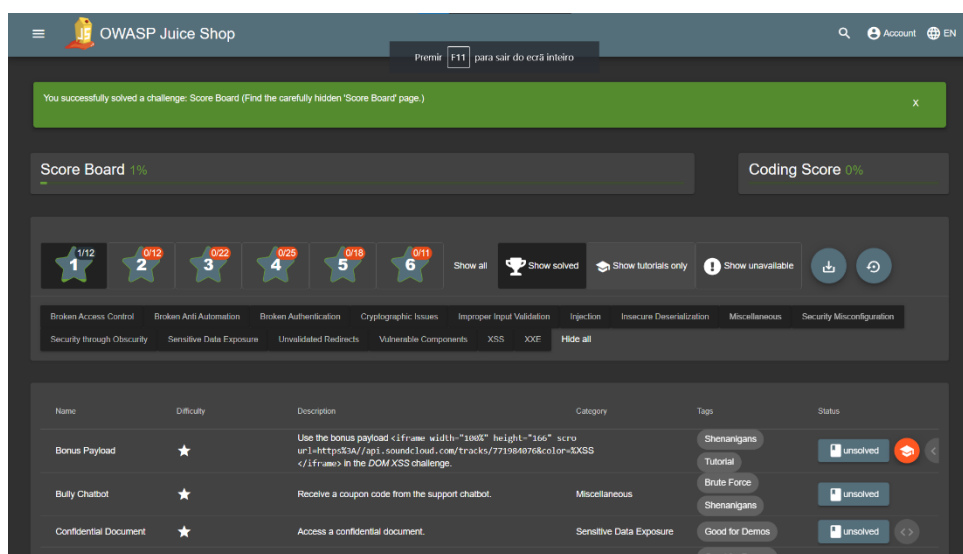 OWASP Juice Shop
Account
EN
Premir F11 para sair do ecrã inteiro
You successfully solved a challenge: Score Board (Find the carefully hidden 'Score Board' page.)
X
Score Board 1%
Coding Score 0%
1/12 0/12 0/22 0/25 0/18 0/11
1 2 3 4 5 6 Show all Show solved Show tutorials only Show unavailable
Broken Access Control Broken Anti Automation Broken Authentication Cryptographic Issues Improper Input Validation Injection Insecure Deserialization Miscellaneous Security Misconfiguration
Security through Obscurity Sensitive Data Exposure Unvalidated Redirects Vulnerable Components XSS XXE Hide all
Name Difficulty Description Category Tags Status
Bonus Payload
Use the bonus payload <iframe width="100%" height="166" scro
url=https%3A//api.soundcloud.com/tracks/771984076&color=%XSS
</iframe> in the DOM XSS challenge.
Shenanigans
Tutorial
unsolved
Bully Chatbot Receive a coupon code from the support chatbot. Miscellaneous
Brute Force
Shenanigans
unsolved
Confidential Document Access a confidential document. Sensitive Data Exposure Good for Demos unsolved